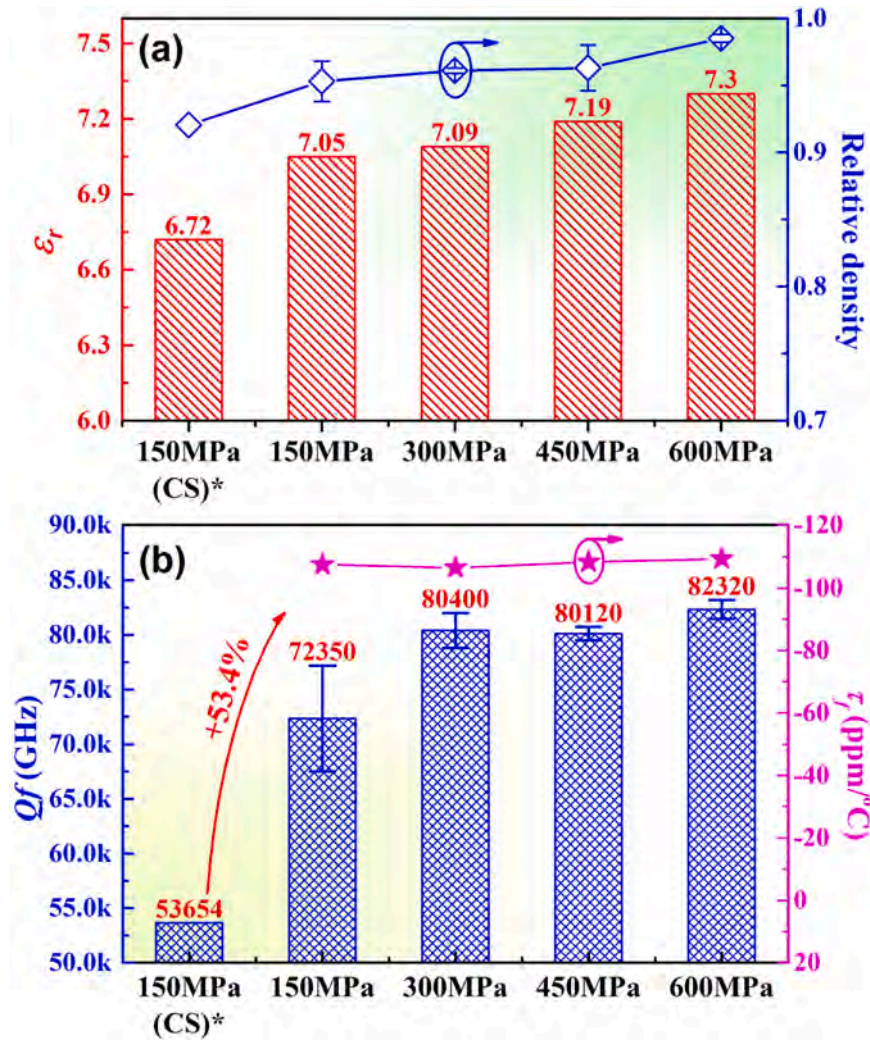 (a)
7.5
7.2
6.9
6.6
6.3
6.0
εr
6.72
7.05
7.09
7.19
7.3
1.0
0.9
0.8
0.7
Relative density
150MPa 150MPa 300MPa 450MPa 600MPa
(CS)*
(b)
90.0k
85.0k
80.0k
75.0k
70.0k
65.0k
60.0k
55.0k
50.0k
Qf (GHz)
+53.4%
53654
72350
80400
80120
82320
-120
-100
-80
-60
-40
-20
0
20
τf (ppm/°C)
150MPa 150MPa 300MPa 450MPa 600MPa
(CS)*